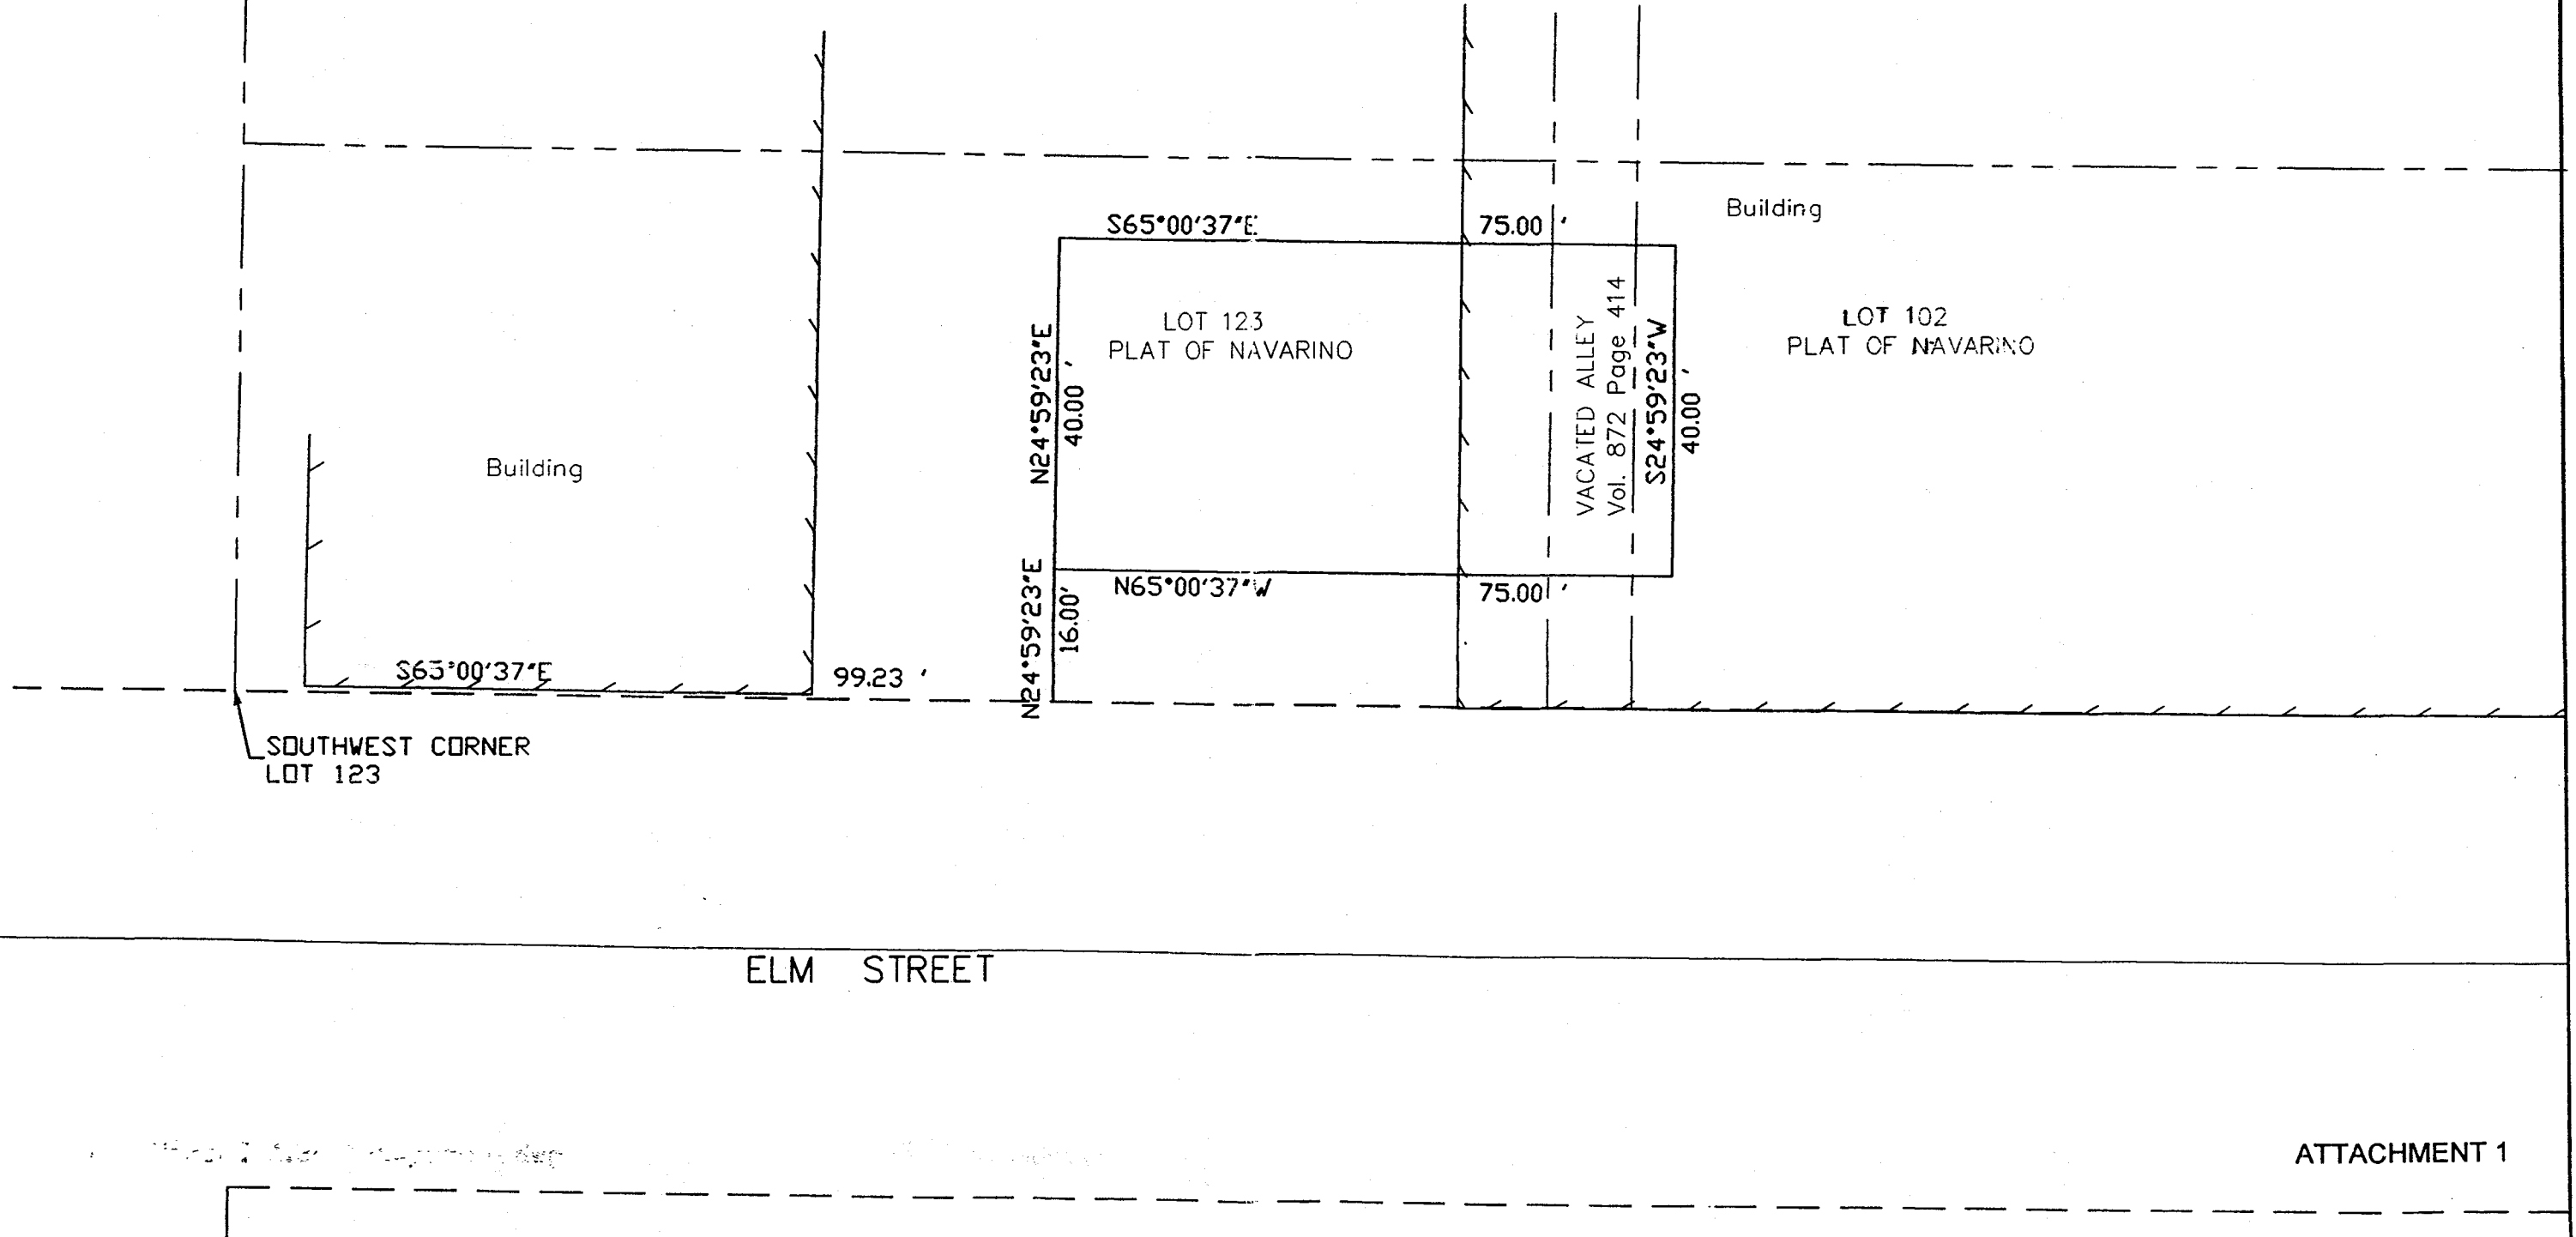 Building
S65°00'37"E 75.00 '
LOT 123
PLAT OF NAVARINO
LOT 102
PLAT OF NAVARINO
N24°59'23"E
40.00 '
VACATED ALLEY
Vol. 872 Page 414
S24°59'23"W
40.00 '
Building
N65°00'37"W 75.00 '
N24°59'23"E
16.00'
S65°00'37"E 99.23 '
SOUTHWEST CORNER
LOT 123
ELM STREET
ATTACHMENT 1